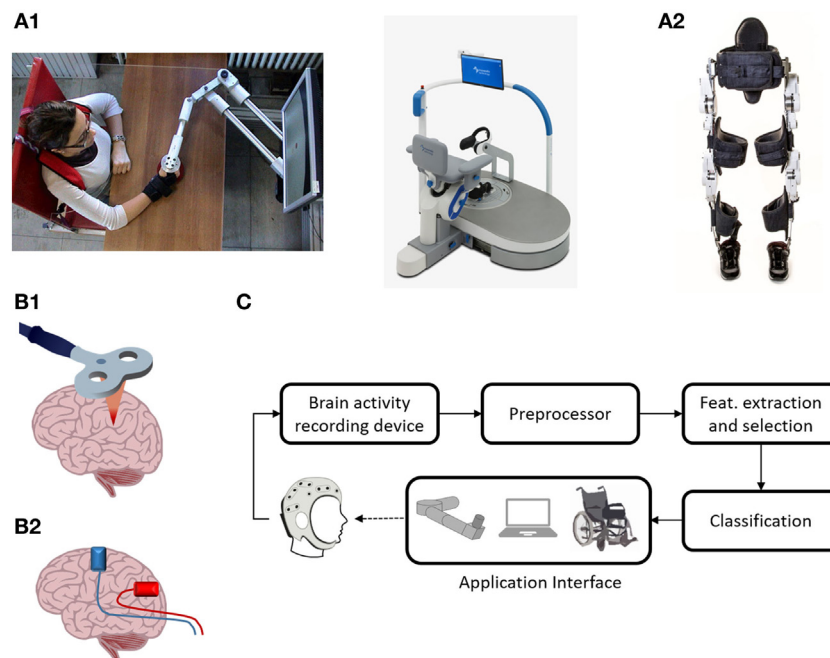 A1
A2
B1
C
Brain activity
recording device
Preprocessor
Feat. extraction
and selection
Classification
Application Interface
B2